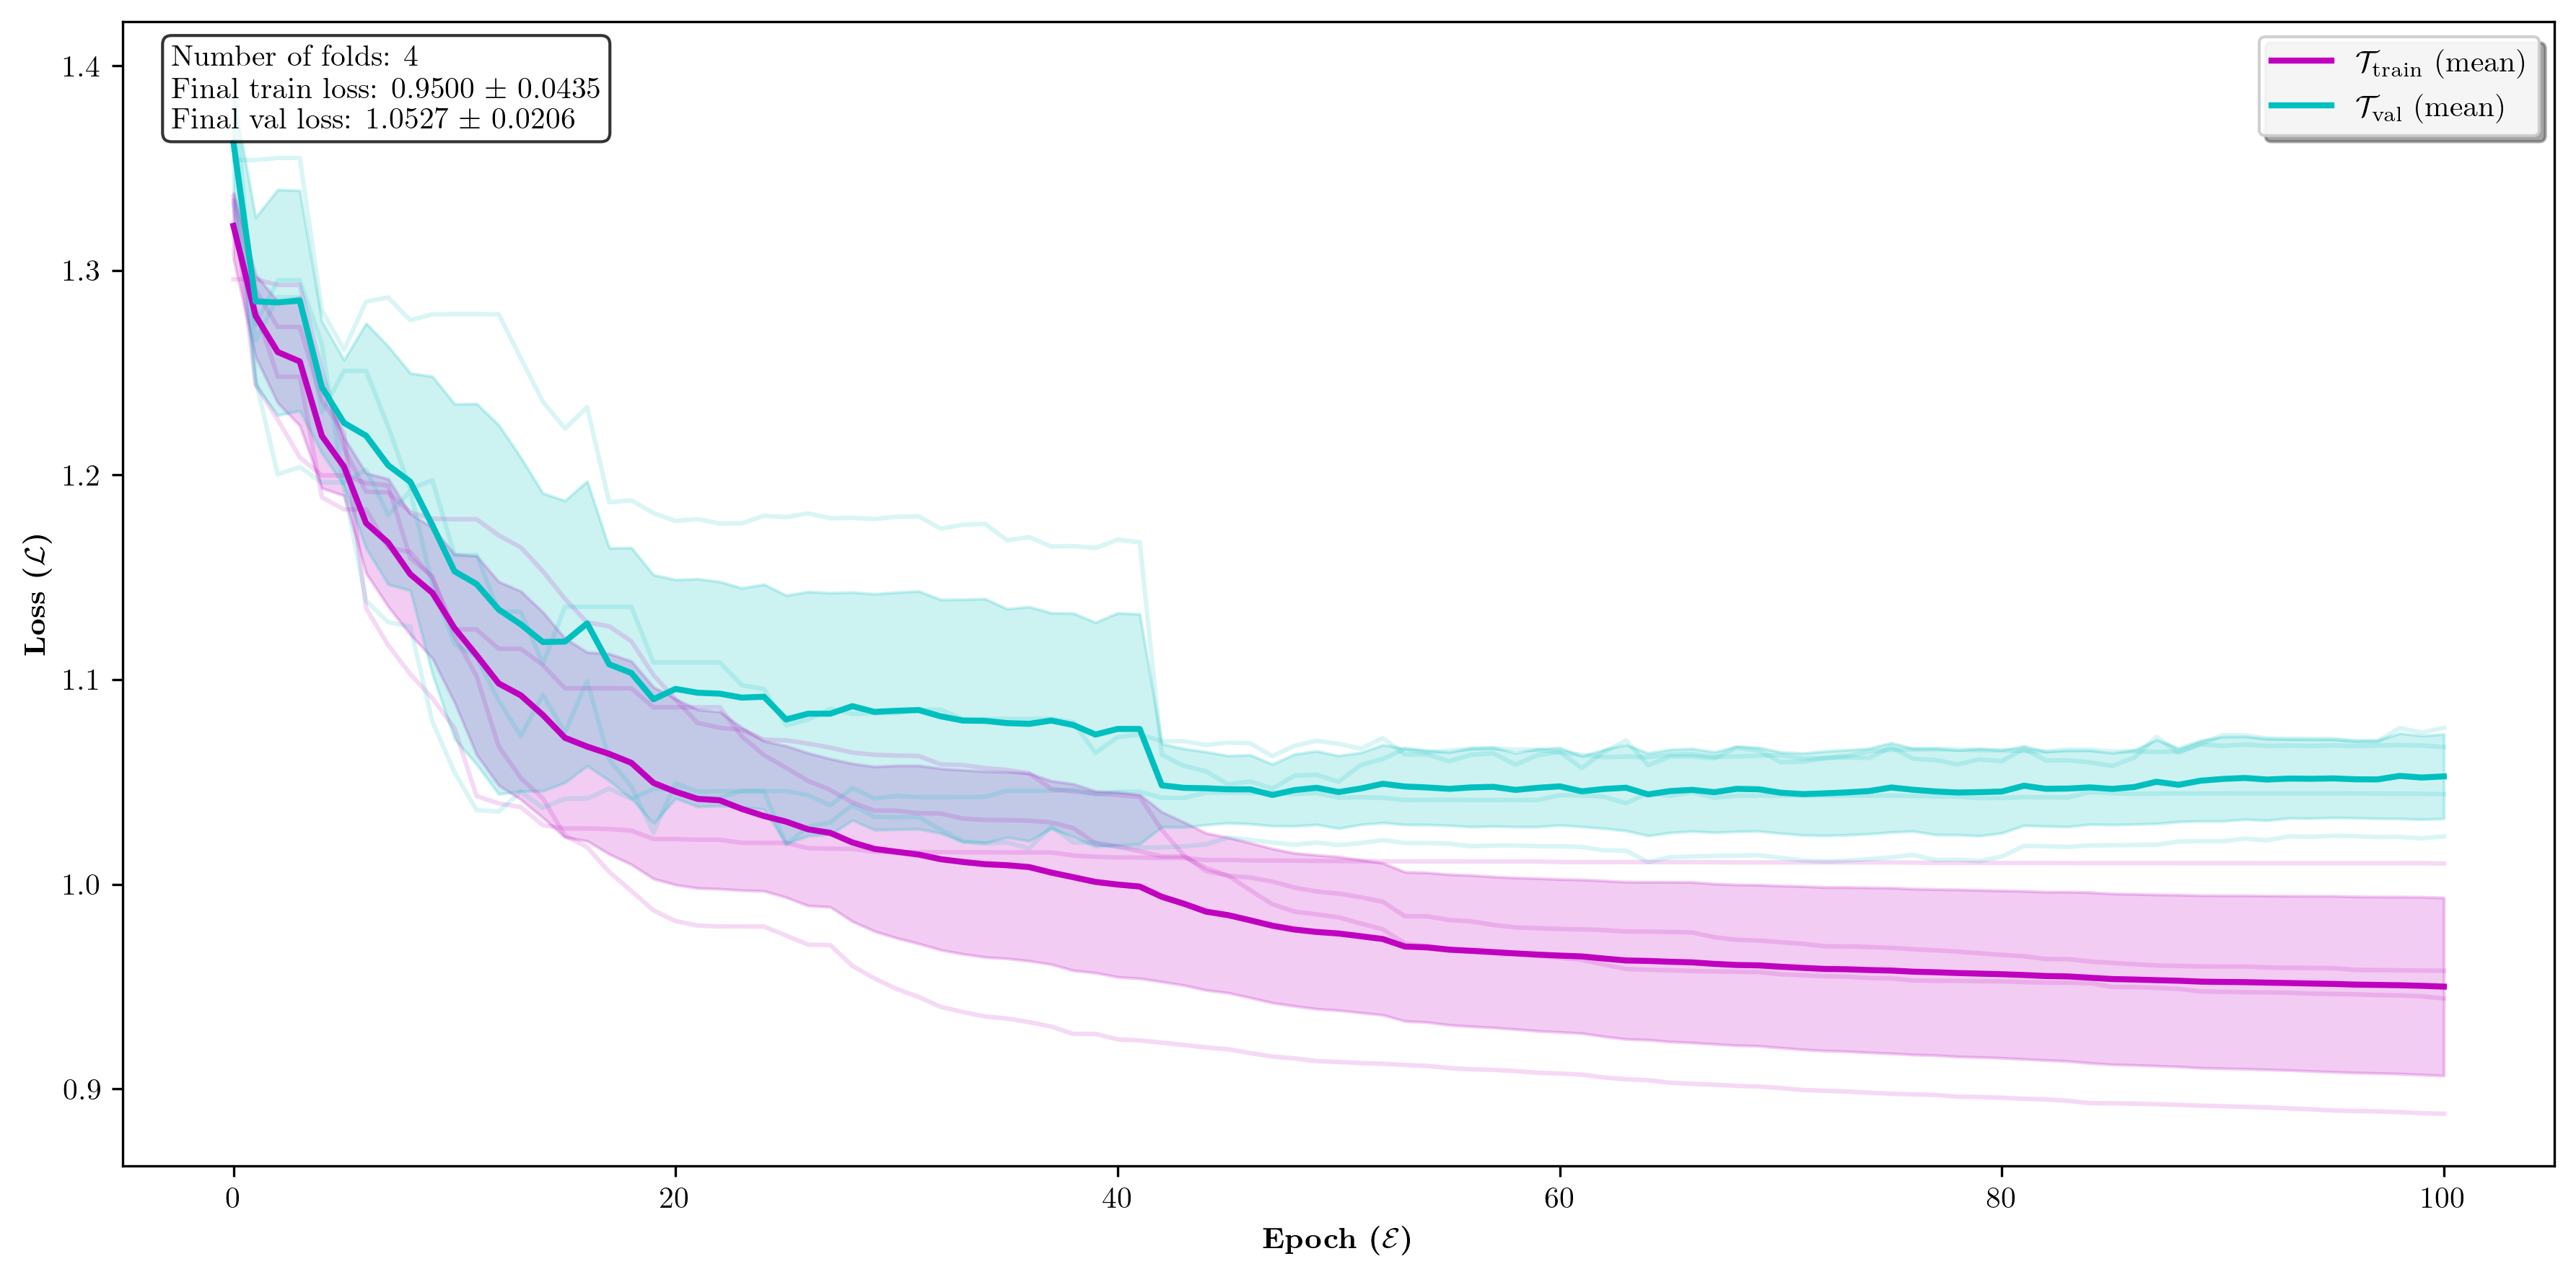 Number of folds: 4
Final train loss: 0.9500 ± 0.0435
Final val loss: 1.0527 ± 0.0206
𝒯train (mean)
𝒯val (mean)
1.4
1.3
1.2
1.1
1.0
0.9
Loss (ℒ)
0 20 40 60 80 100
Epoch (ℰ)